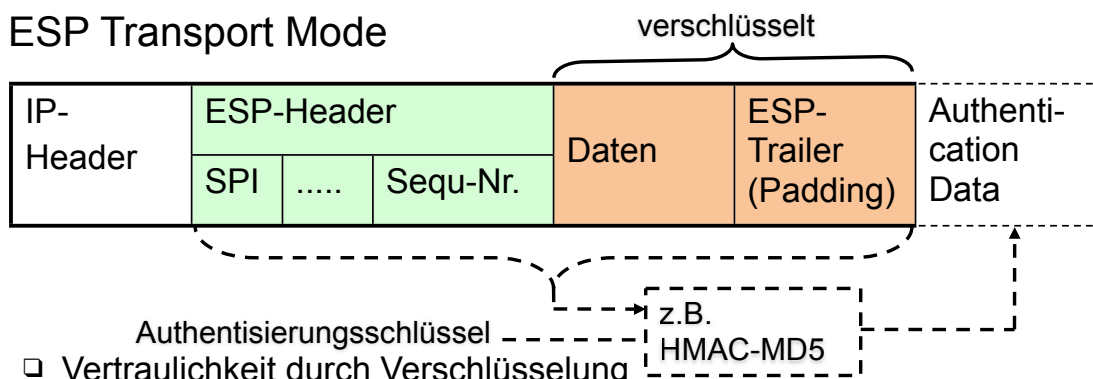 ESP Transport Mode
verschlüsselt
IP-
Header
ESP-Header
SPI
.....
Sequ-Nr.
Daten
ESP-
Trailer
(Padding)
Authenti-
cation
Data
Authentisierungsschlüssel
z.B.
HMAC-MD5
❑ Vertraulichkeit durch Verschlüsselung